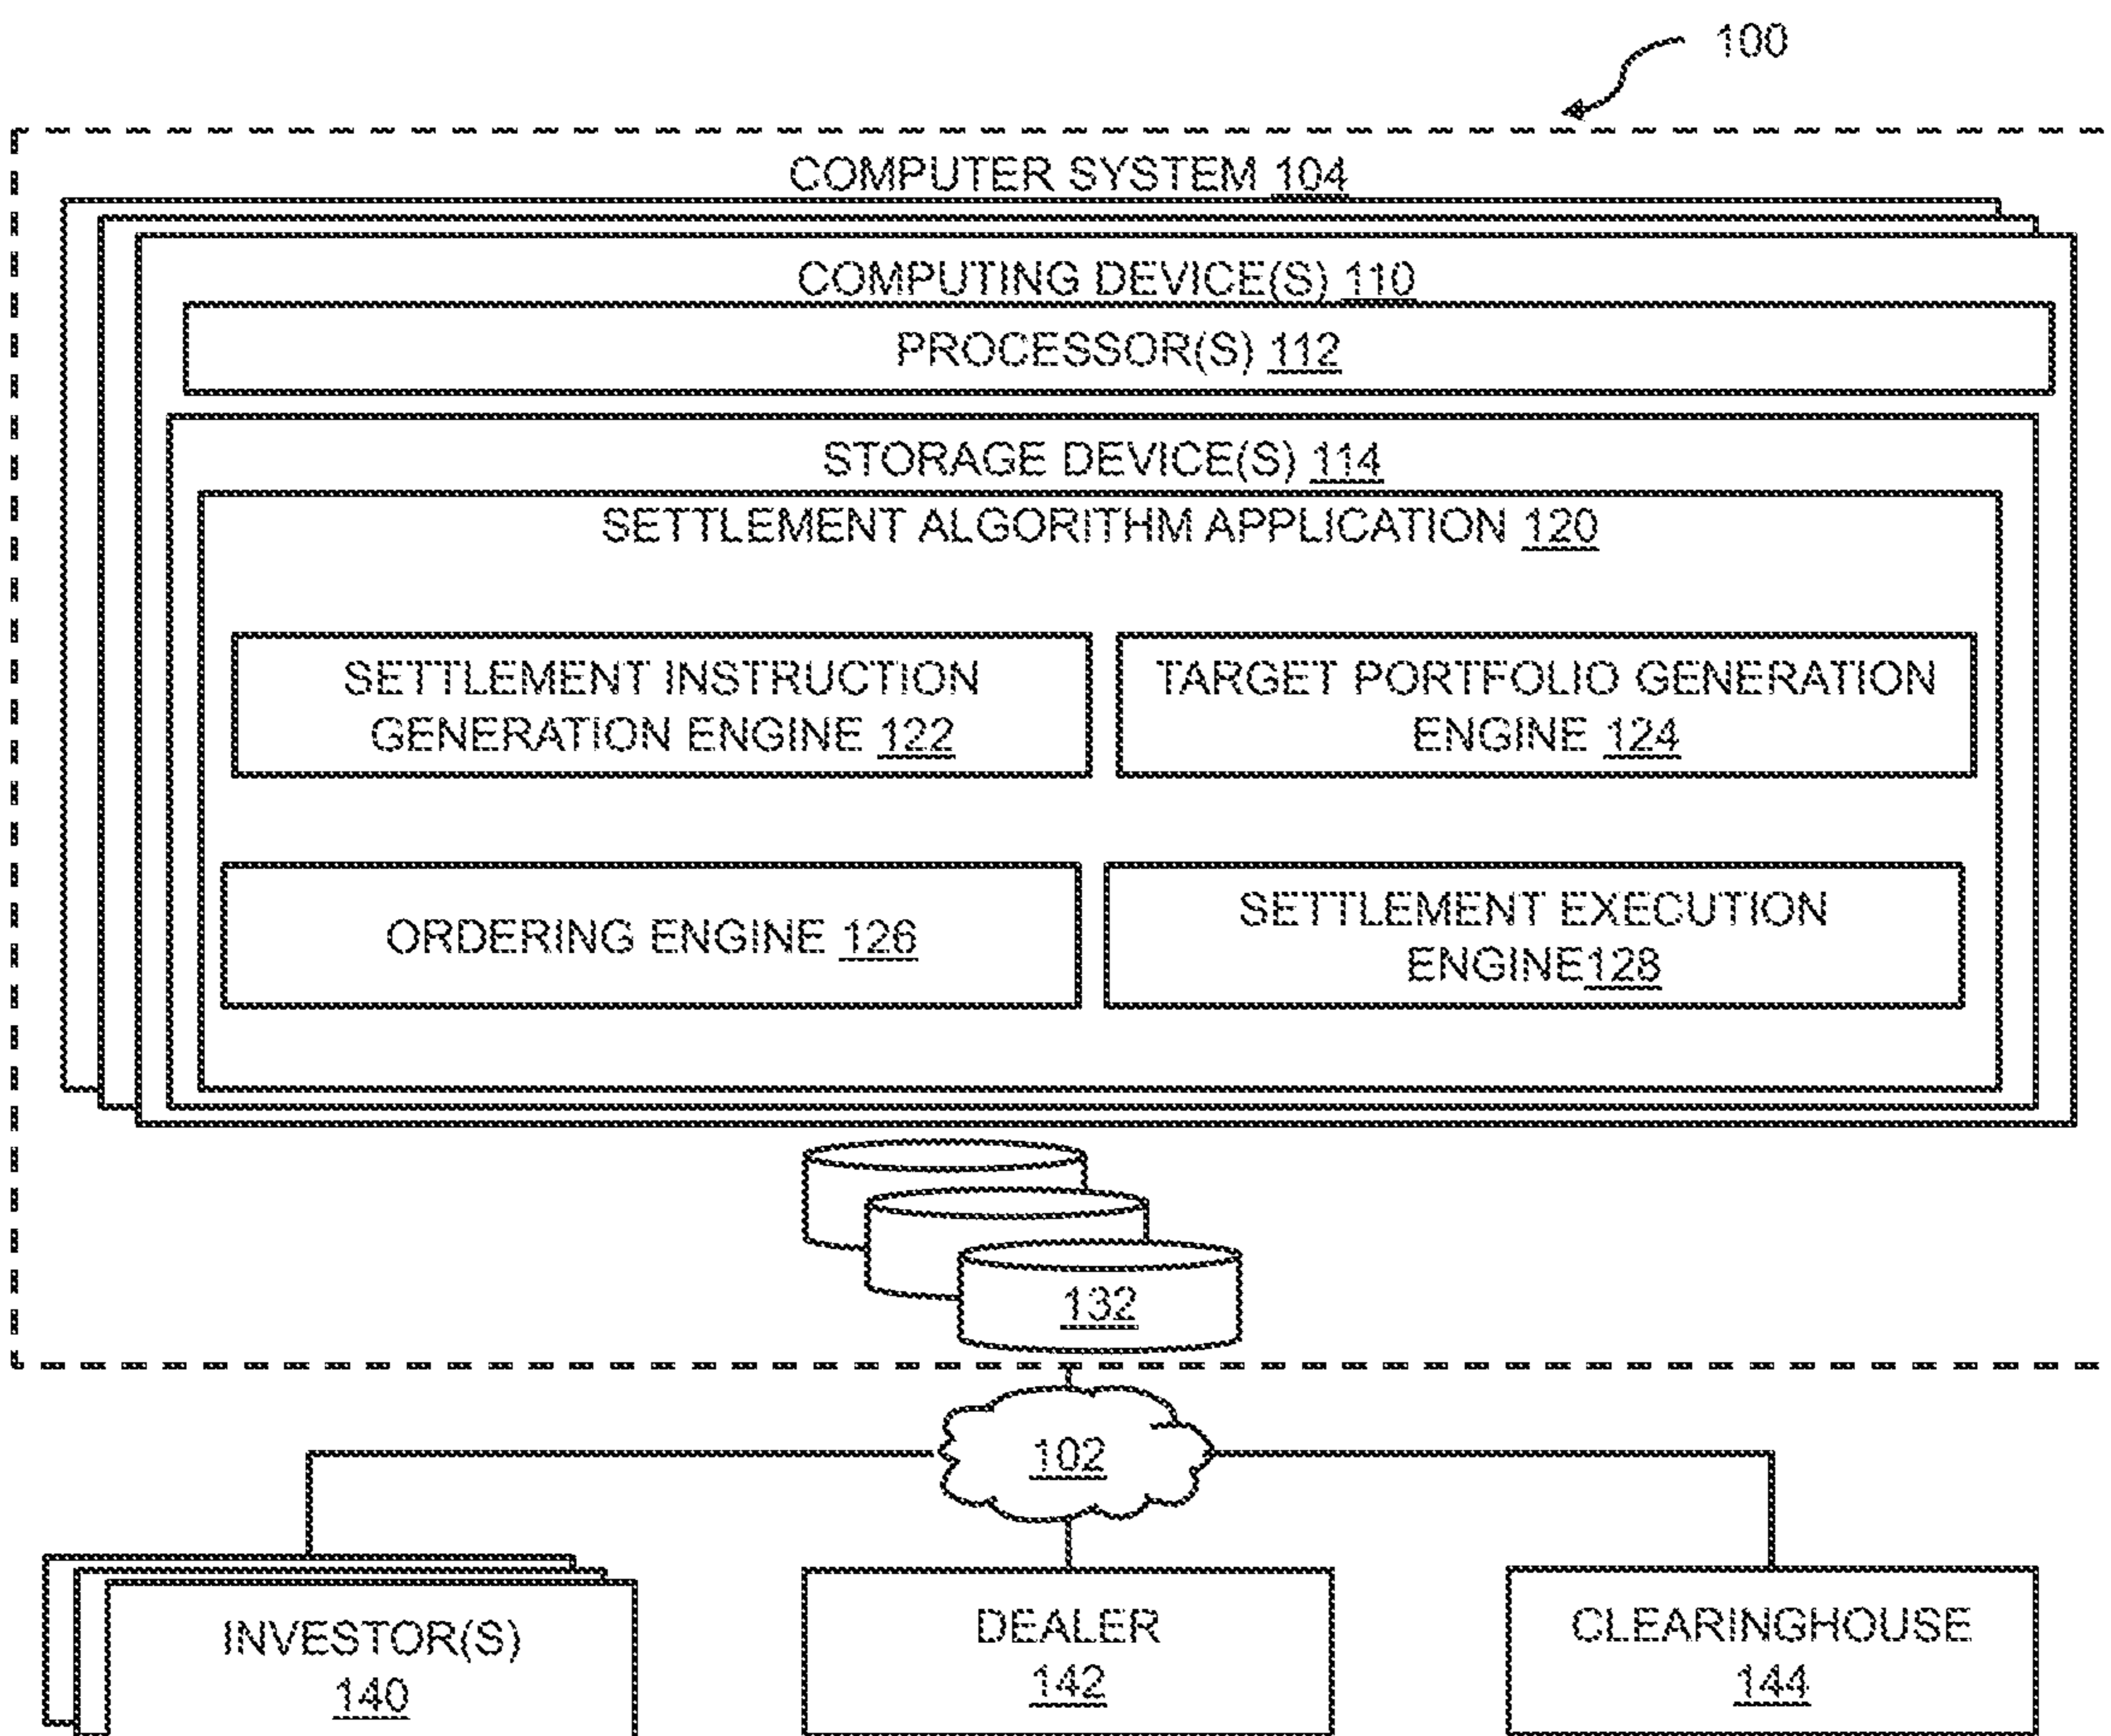 100
COMPUTER SYSTEM 104
COMPUTING DEVICE(S) 110
PROCESSOR(S) 112
STORAGE DEVICE(S) 114
SETTLEMENT ALGORITHM APPLICATION 120
SETTLEMENT INSTRUCTION
GENERATION ENGINE 122
TARGET PORTFOLIO GENERATION
ENGINE 124
ORDERING ENGINE 126
SETTLEMENT EXECUTION
ENGINE128
132
102
INVESTOR(S)
140
DEALER
142
CLEARINGHOUSE
144